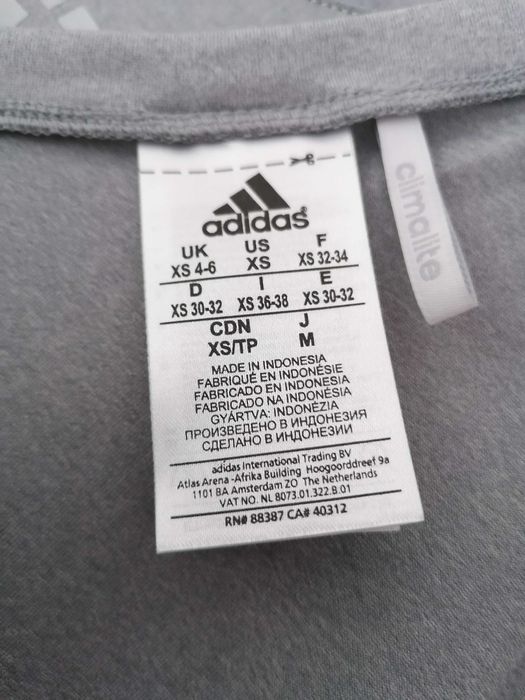 adidas®
climalite
UK US F
XS 4-6 XS XS 32-34
D I E
XS 30-32 XS 36-38 XS 30-32
CDN J
XS/TP M
MADE IN INDONESIA
FABRIQUÉ EN INDONÉSIE
FABRICADO EN INDONESIA
FABRICADO NA INDONÉSIA
GYÁRTVA: INDONÉZIA
ПРОИЗВЕДЕНО В ИНДОНЕЗИЯ
СДЕЛАНО В ИНДОНЕЗИИ
adidas International Trading BV
Atlas Arena -Afrika Building Hoogoorddreef 9a
1101 BA Amsterdam ZO The Netherlands
VAT NO. NL 8073.01.322.B.01
RN# 88387 CA# 40312